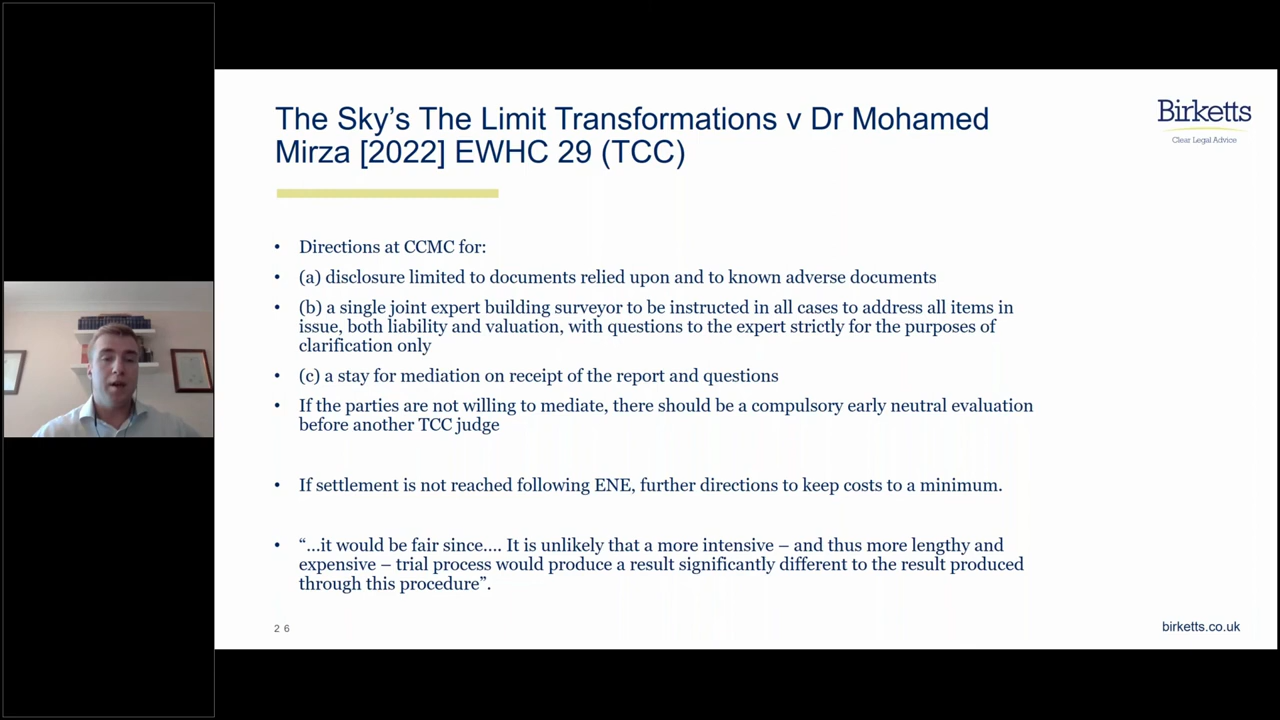 The Sky's The Limit Transformations v Dr Mohamed
Mirza [2022] EWHC 29 (TCC)
Birketts
Clear Legal Advice
• Directions at CCMC for:
• (a) disclosure limited to documents relied upon and to known adverse documents
• (b) a single joint expert building surveyor to be instructed in all cases to address all items in
issue, both liability and valuation, with questions to the expert strictly for the purposes of
clarification only
• (c) a stay for mediation on receipt of the report and questions
• If the parties are not willing to mediate, there should be a compulsory early neutral evaluation
before another TCC judge
• If settlement is not reached following ENE, further directions to keep costs to a minimum.
• “…it would be fair since…. It is unlikely that a more intensive – and thus more lengthy and
expensive – trial process would produce a result significantly different to the result produced
through this procedure”.
26
birketts.co.uk